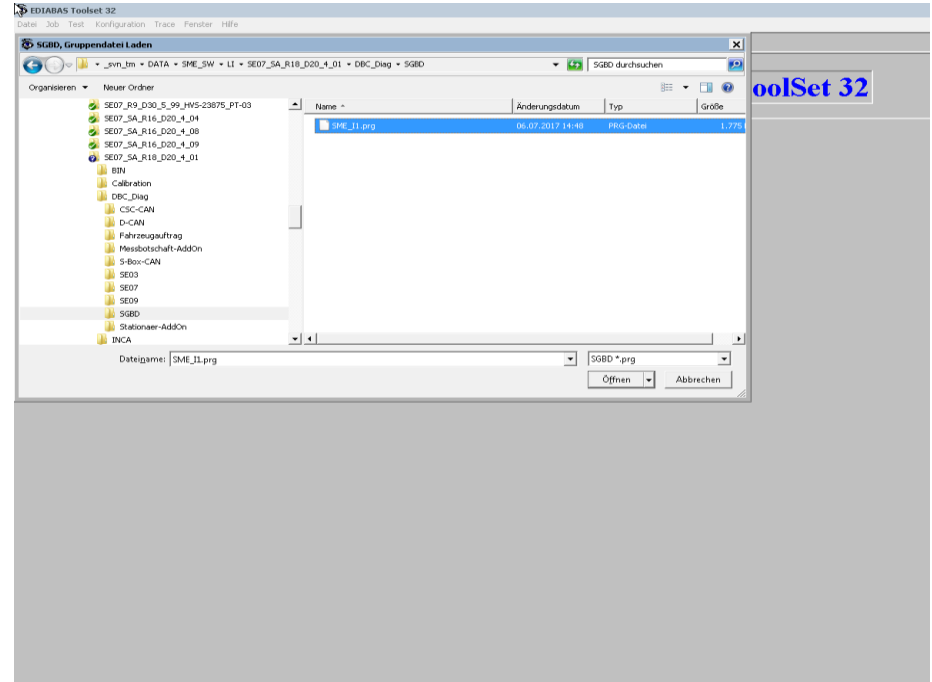 EDIABAS Toolset 32
Datei Job Test Konfiguration Trace Fenster Hilfe
SGBD, Gruppendatei Laden
_svn_tm DATA SME_SW LI SE07_SA_R18_D20_4_01 DBC_Diag SGBD
SGBD durchsuchen
Organisieren Neuer Ordner
oolSet 32
SE07_R9_D30_5_99_HVS-23875_PT-03
SE07_SA_R16_D20_4_04
SE07_SA_R16_D20_4_08
SE07_SA_R16_D20_4_09
SE07_SA_R18_D20_4_01
BIN
Calibration
DBC_Diag
CSC-CAN
D-CAN
Fahrzeugauftrag
Messbotschaft-AddOn
S-Box-CAN
SE03
SE07
SE09
SGBD
Stationaer-AddOn
INCA
Name Änderungsdatum Typ Größe
SME_I1.prg 06.07.2017 14:48 PRG-Datei 1.775
Dateiname: SME_I1.prg SGBD *.prg
Öffnen Abbrechen